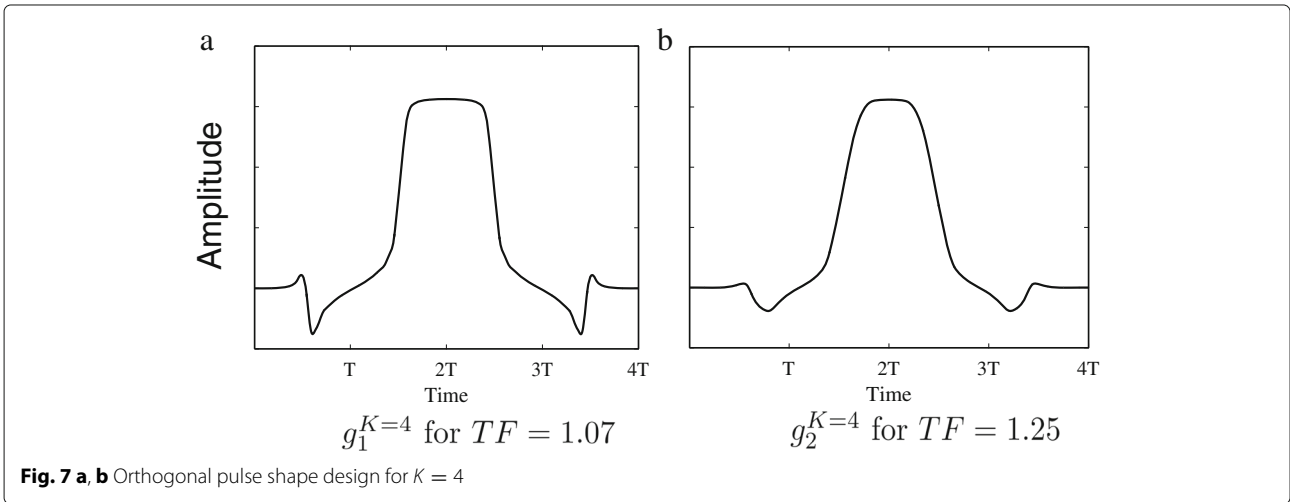 a
b
Amplitude
T 2T 3T 4T
T 2T 3T 4T
Time
Time
$g_1^{K=4}$ for $TF = 1.07$
$g_2^{K=4}$ for $TF = 1.25$
Fig. 7 a, b Orthogonal pulse shape design for K = 4